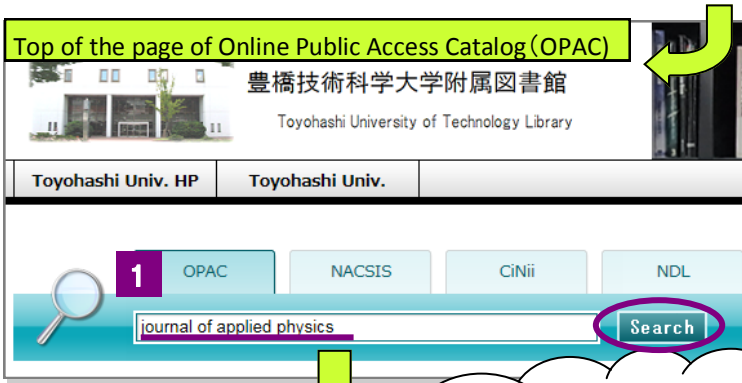 Top of the page of Online Public Access Catalog（OPAC）
豊橋技術科学大学附属図書館
Toyohashi University of Technology Library
Toyohashi Univ. HP Toyohashi Univ.
1 OPAC NACSIS CiNii NDL
journal of applied physics Search